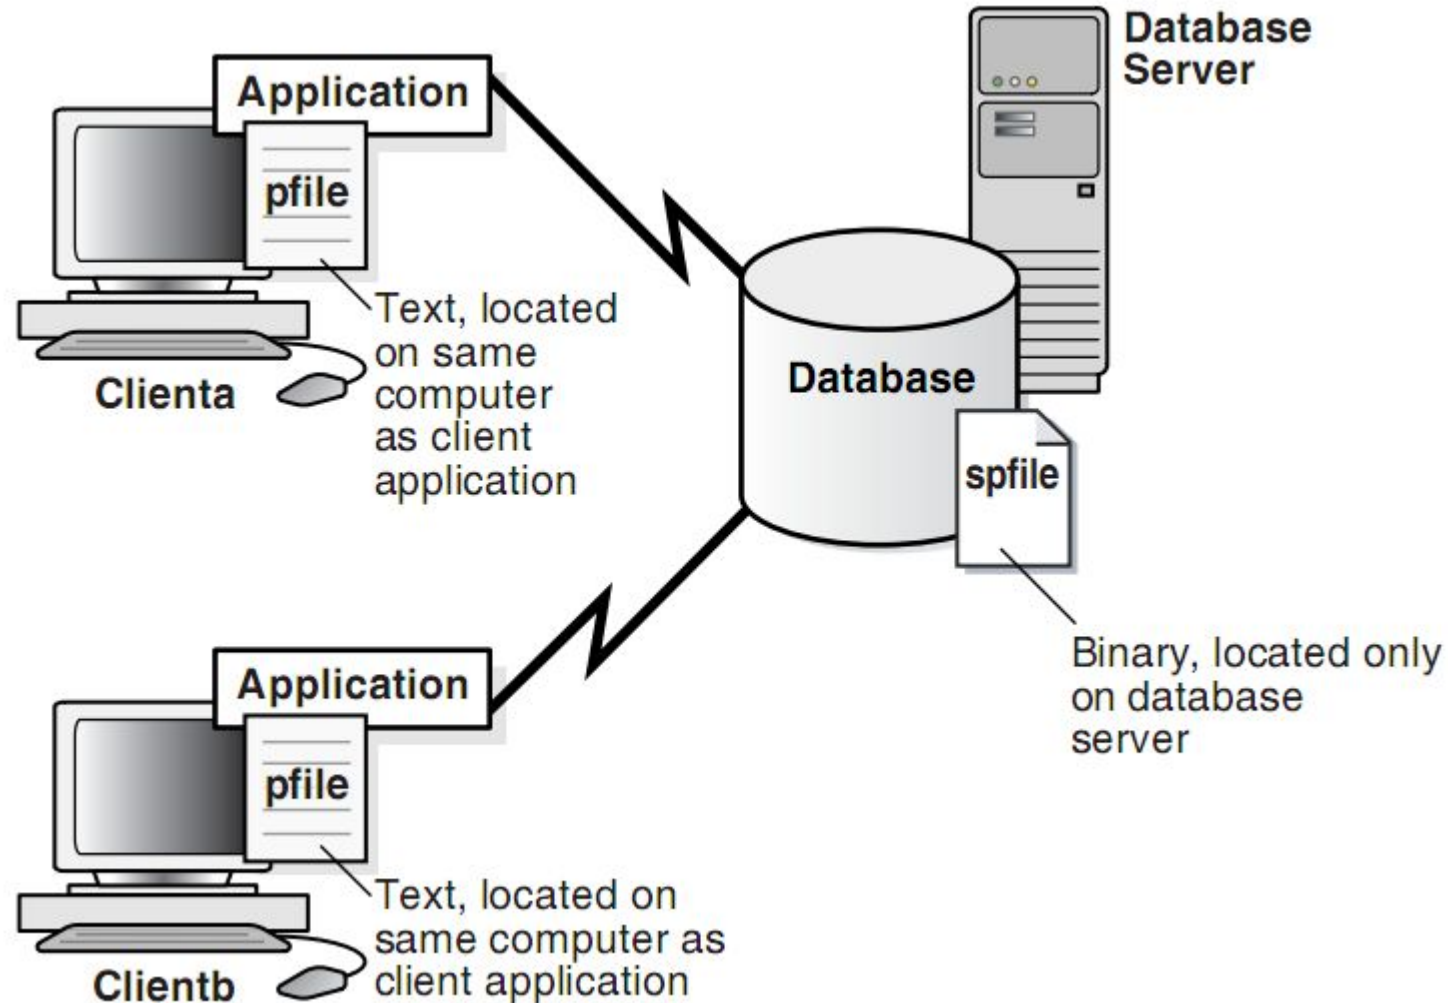 Database
Server
Application
pfile
Text, located
on same
computer
as client
application
Clienta
Database
spfile
Binary, located only
on database
server
Application
pfile
Text, located on
same computer as
client application
Clientb